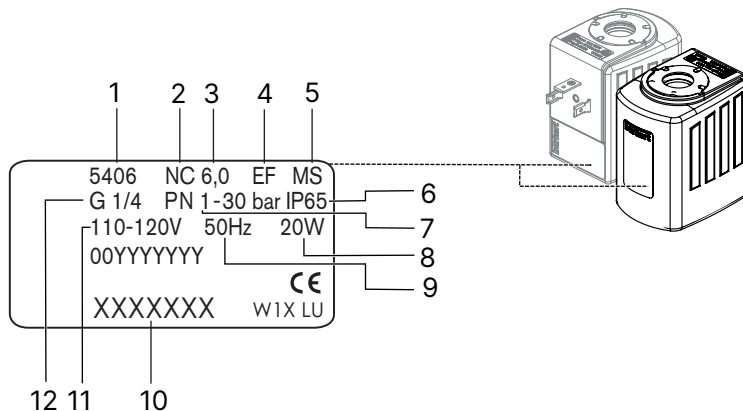 1 2 3 4 5
5406 NC 6,0 EF MS
G 1/4 PN 1-30 bar IP65 6
110-120V 50Hz 20W 7
8
00YYYYYYY
CE 9
XXXXXXX W1X LU
12 11 10